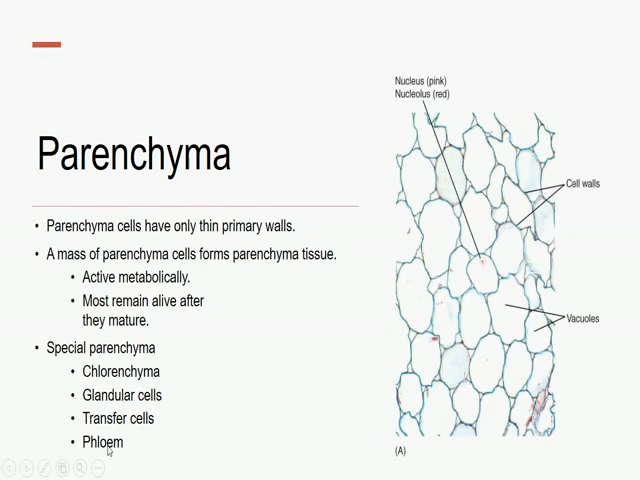 Parenchyma
• Parenchyma cells have only thin primary walls.
• A mass of parenchyma cells forms parenchyma tissue.
• Active metabolically.
• Most remain alive after
they mature.
• Special parenchyma
• Chlorenchyma
• Glandular cells
• Transfer cells
• Phloem
Nucleus (pink)
Nucleolus (red)
Cell walls
Vacuoles
(A)